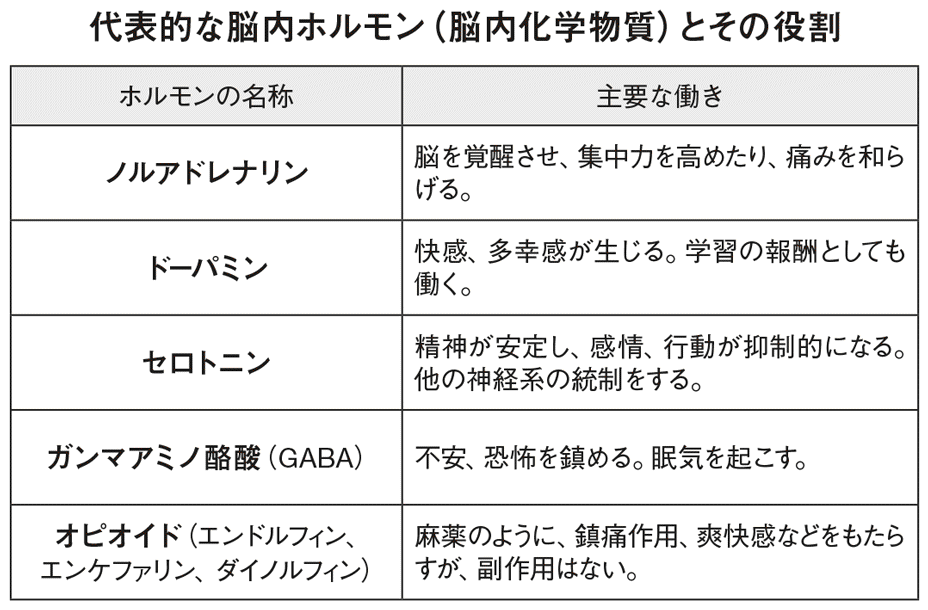 代表的な脳内ホルモン（脳内化学物質）とその役割
ホルモンの名称
主要な働き
ノルアドレナリン
脳を覚醒させ、集中力を高めたり、痛みを和ら
げる。
ドーパミン
快感、多幸感が生じる。学習の報酬としても
働く。
セロトニン
精神が安定し、感情、行動が抑制的になる。
他の神経系の統制をする。
ガンマアミノ酪酸（GABA）
不安、恐怖を鎮める。眠気を起こす。
オピオイド（エンドルフィン、
エンケファリン、ダイノルフィン）
麻薬のように、鎮痛作用、爽快感などをもたら
すが、副作用はない。